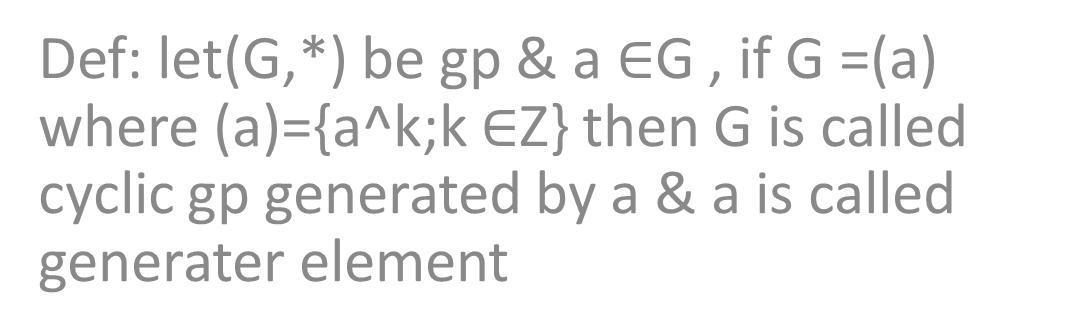 Def: let(G,*) be gp & a ∈G , if G =(a)
where (a)={a^k;k ∈Z} then G is called
cyclic gp generated by a & a is called
generater element